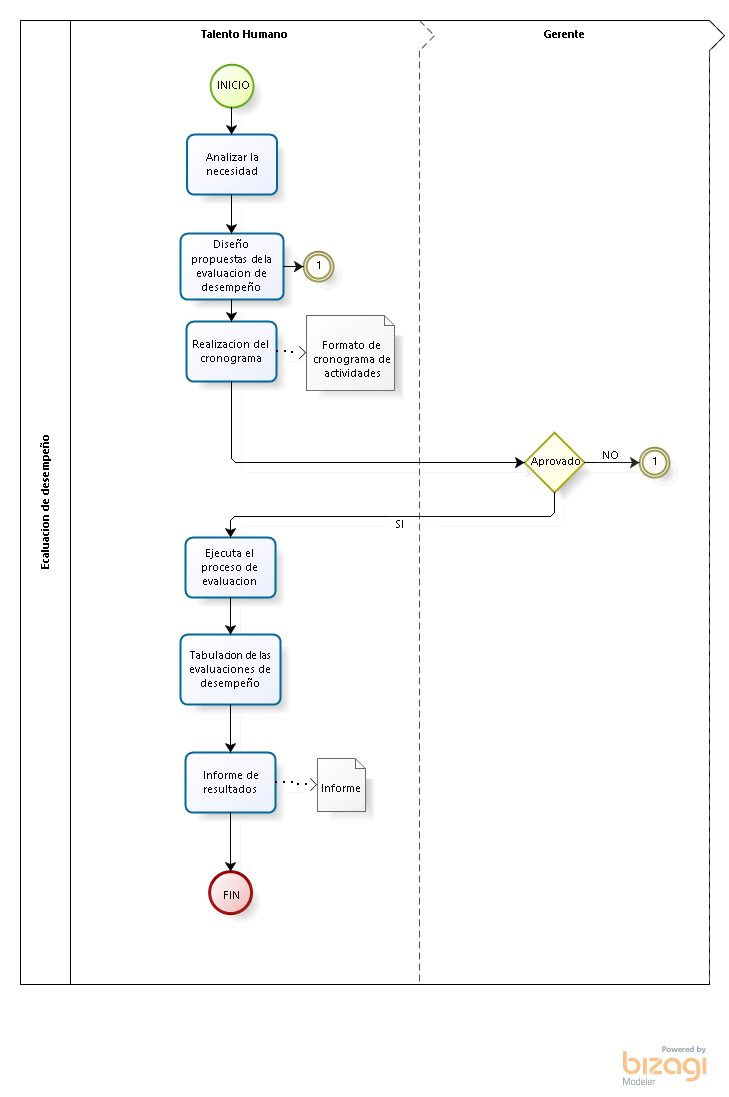 Talento Humano
Gerente
INICIO
Analizar la
necesidad
Diseño
propuestas dela
evaluacion de
desempeño
1
Realizacion del
cronograma
Formato de
cronograma de
actividades
Ecaluacion de desempeño
Aprovado
NO
1
SI
Ejecuta el
proceso de
evaluacion
Tabulacion de las
evaluaciones de
desempeño
Informe de
resultados
Informe
FIN
Powered by
bizagi
Modeler